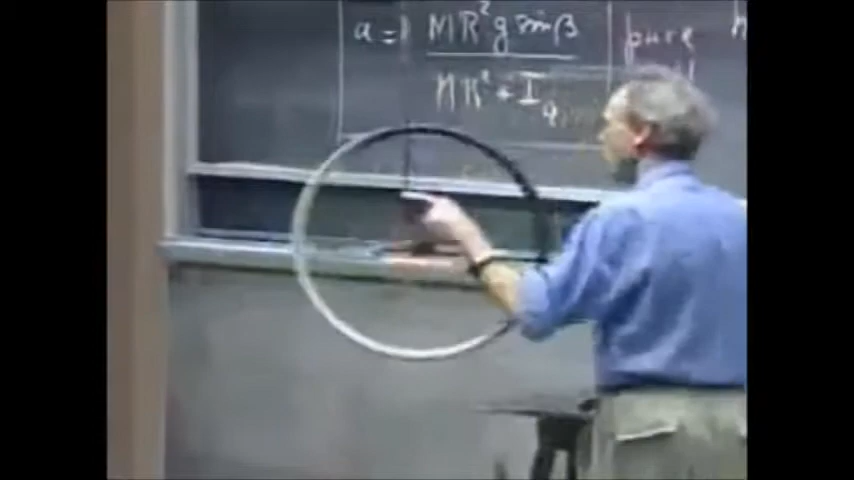 a = MR²g sin β
MR² + I
pure